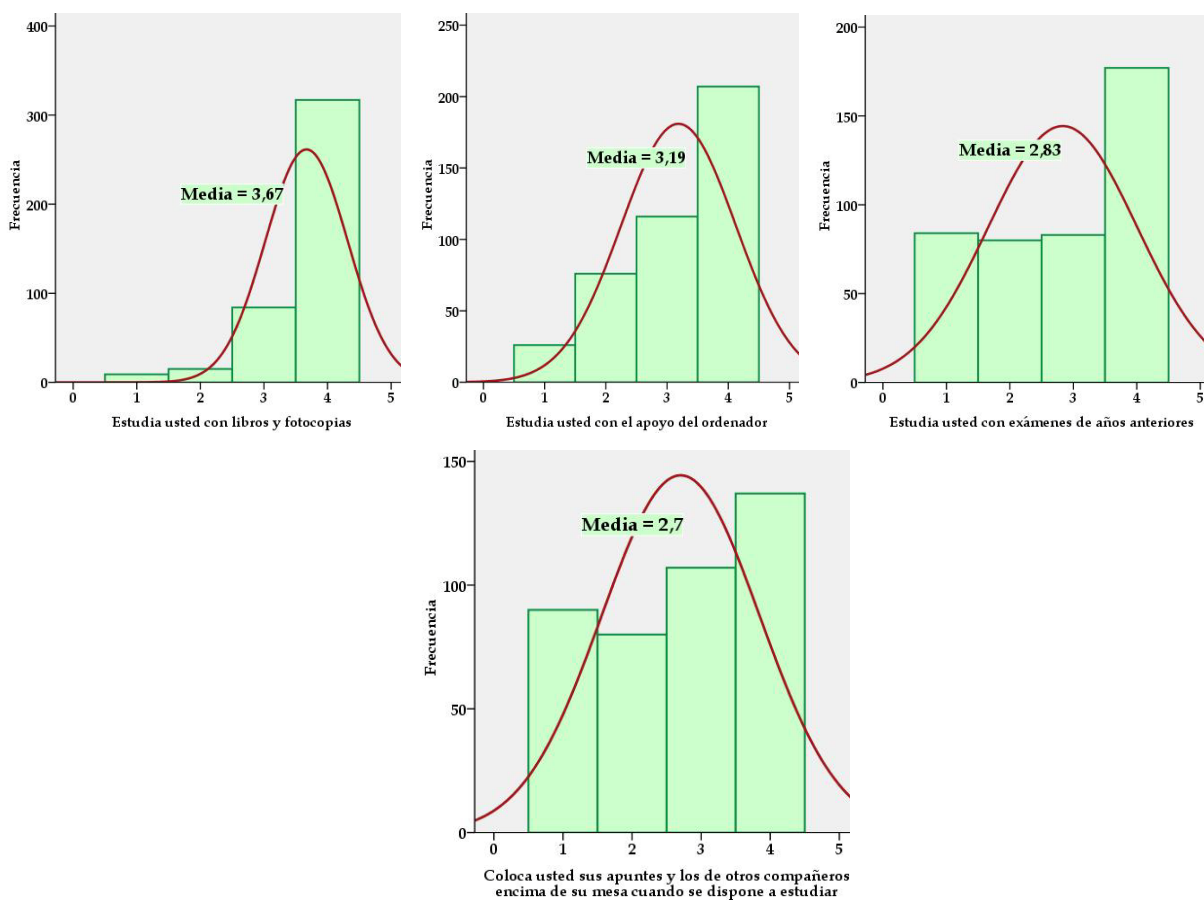 400
300
200
100
0
Frecuencia
Media = 3,67
0 1 2 3 4 5
Estudia usted con libros y fotocopias
250
200
150
100
50
0
Frecuencia
Media = 3,19
0 1 2 3 4 5
Estudia usted con el apoyo del ordenador
200
150
100
50
0
Frecuencia
Media = 2,83
0 1 2 3 4 5
Estudia usted con exámenes de años anteriores
150
100
50
0
Frecuencia
Media = 2,7
0 1 2 3 4 5
Coloca usted sus apuntes y los de otros compañeros
encima de su mesa cuando se dispone a estudiar